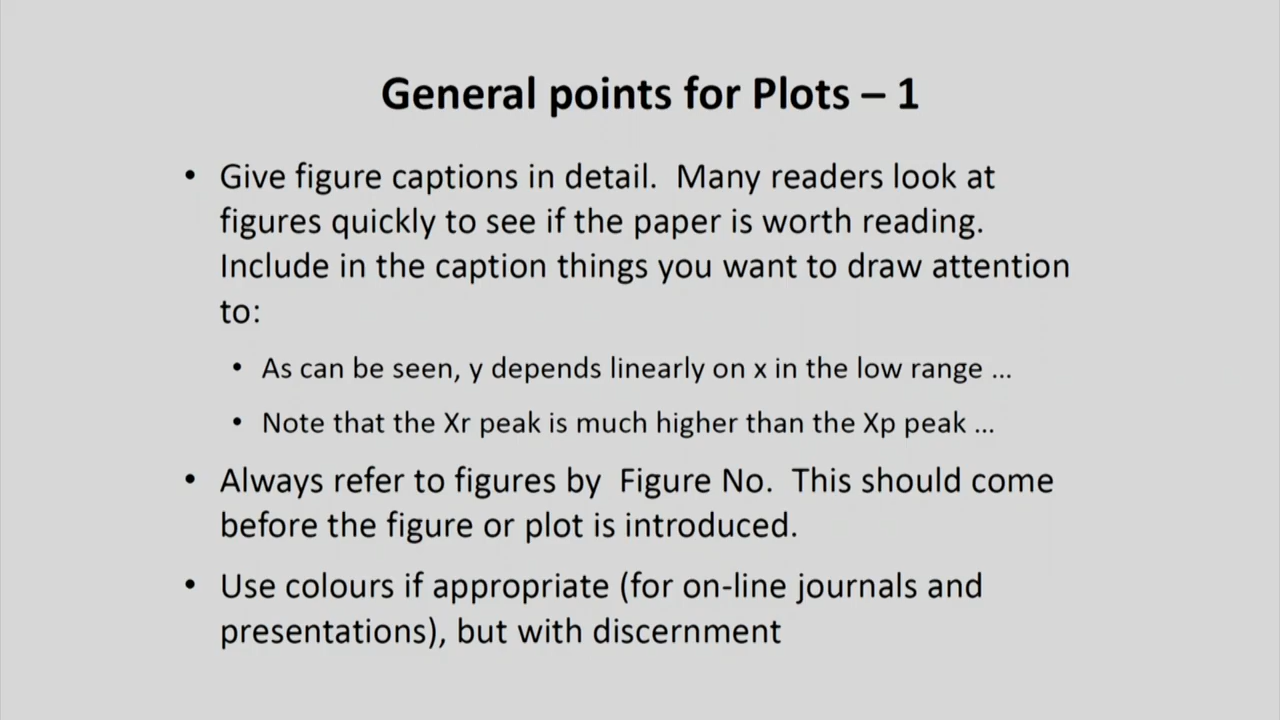 General points for Plots – 1
• Give figure captions in detail.  Many readers look at
figures quickly to see if the paper is worth reading.
Include in the caption things you want to draw attention
to:
• As can be seen, y depends linearly on x in the low range …
• Note that the Xr peak is much higher than the Xp peak …
• Always refer to figures by  Figure No.  This should come
before the figure or plot is introduced.
• Use colours if appropriate (for on-line journals and
presentations), but with discernment